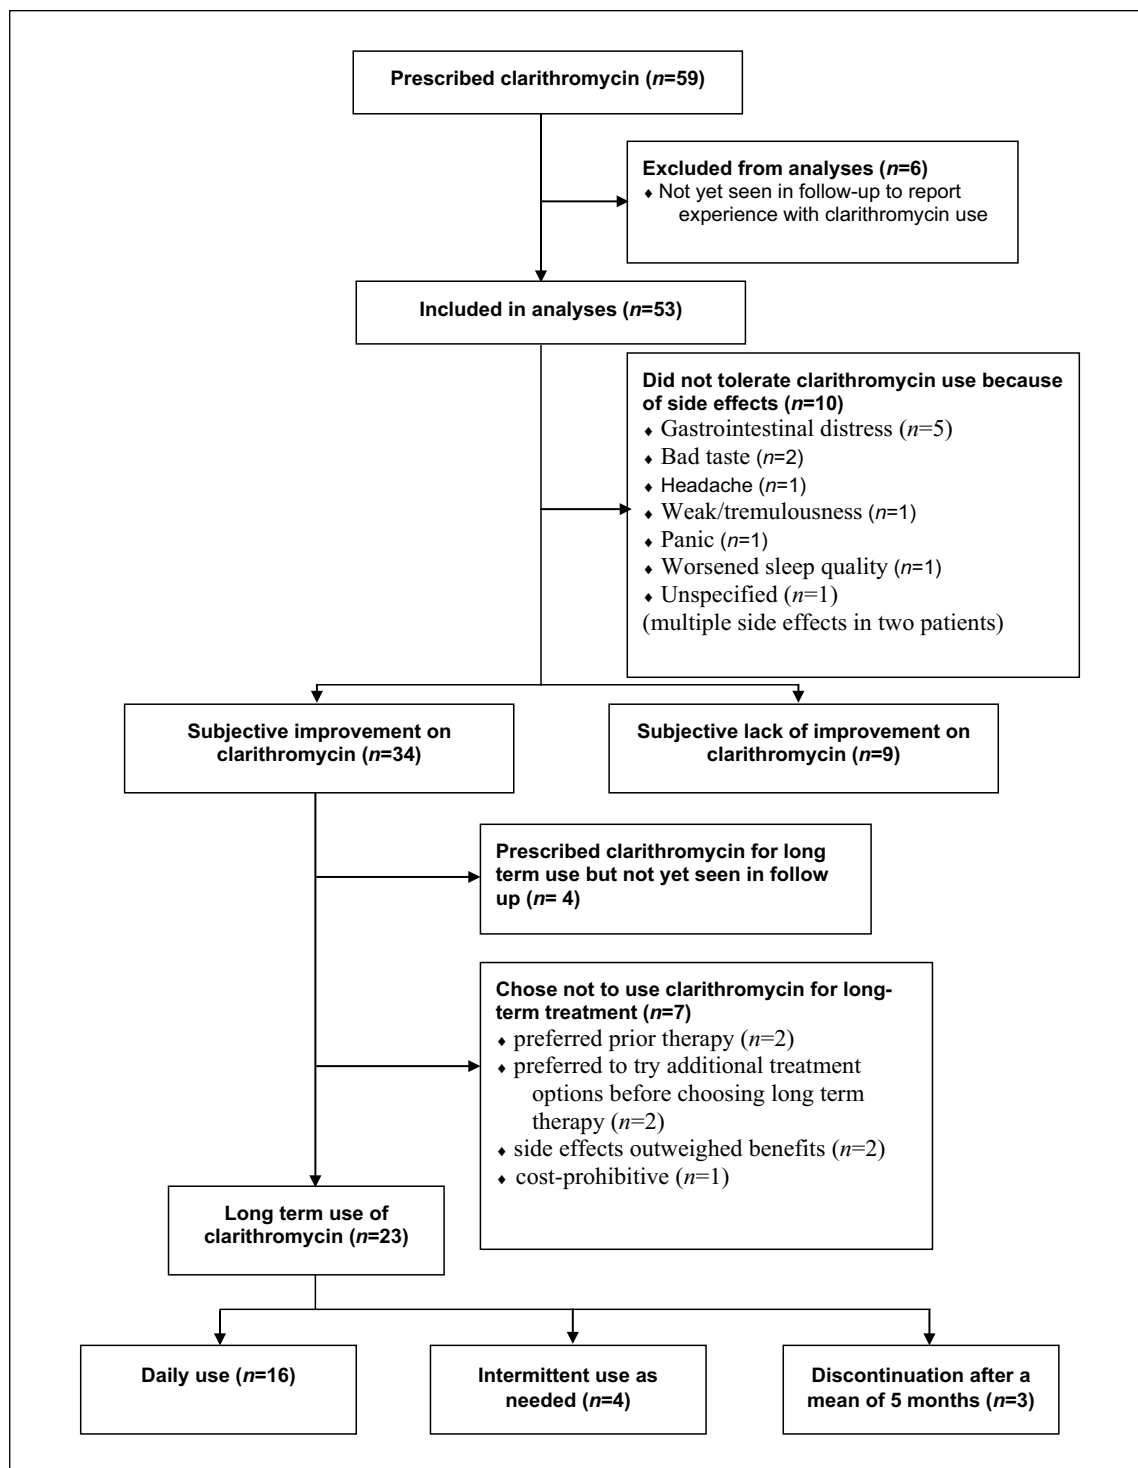 Prescribed clarithromycin (n=59)
Excluded from analyses (n=6)
♦ Not yet seen in follow-up to report
experience with clarithromycin use
Included in analyses (n=53)
Did not tolerate clarithromycin use because
of side effects (n=10)
♦ Gastrointestinal distress (n=5)
♦ Bad taste (n=2)
♦ Headache (n=1)
♦ Weak/tremulousness (n=1)
♦ Panic (n=1)
♦ Worsened sleep quality (n=1)
♦ Unspecified (n=1)
(multiple side effects in two patients)
Subjective improvement on
clarithromycin (n=34)
Subjective lack of improvement on
clarithromycin (n=9)
Prescribed clarithromycin for long
term use but not yet seen in follow
up (n= 4)
Chose not to use clarithromycin for long-
term treatment (n=7)
♦ preferred prior therapy (n=2)
♦ preferred to try additional treatment
options before choosing long term
therapy (n=2)
♦ side effects outweighed benefits (n=2)
♦ cost-prohibitive (n=1)
Long term use of
clarithromycin (n=23)
Daily use (n=16)
Intermittent use as
needed (n=4)
Discontinuation after a
mean of 5 months (n=3)